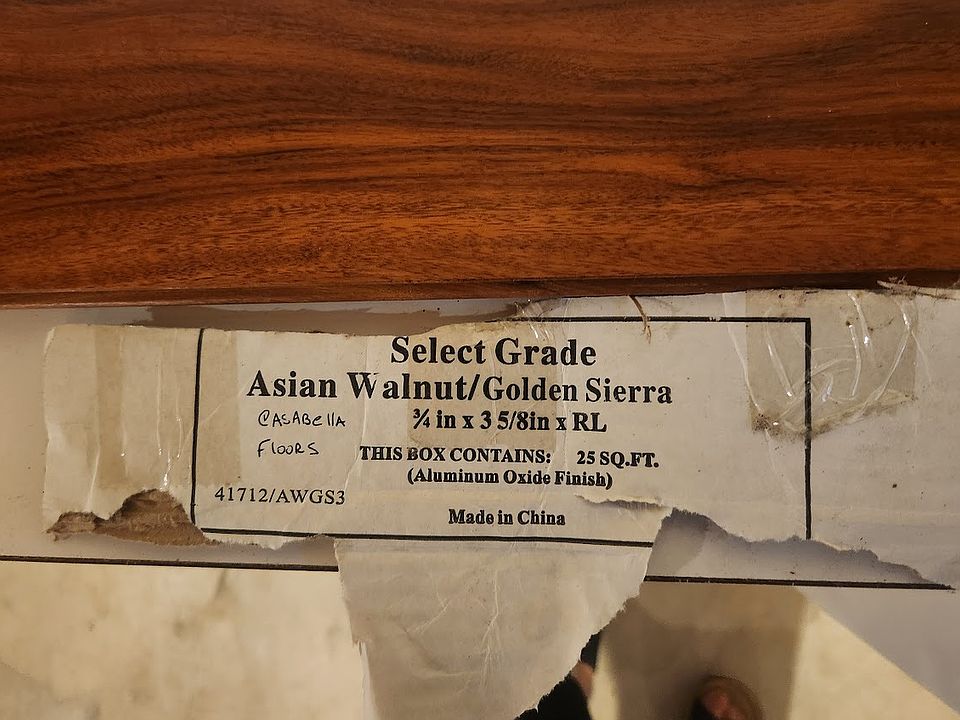 Select Grade
Asian Walnut/Golden Sierra
CASABella
Floors
¾ in x 3 5/8in x RL
THIS BOX CONTAINS: 25 SQ.FT.
(Aluminum Oxide Finish)
41712/AWGS3
Made in China